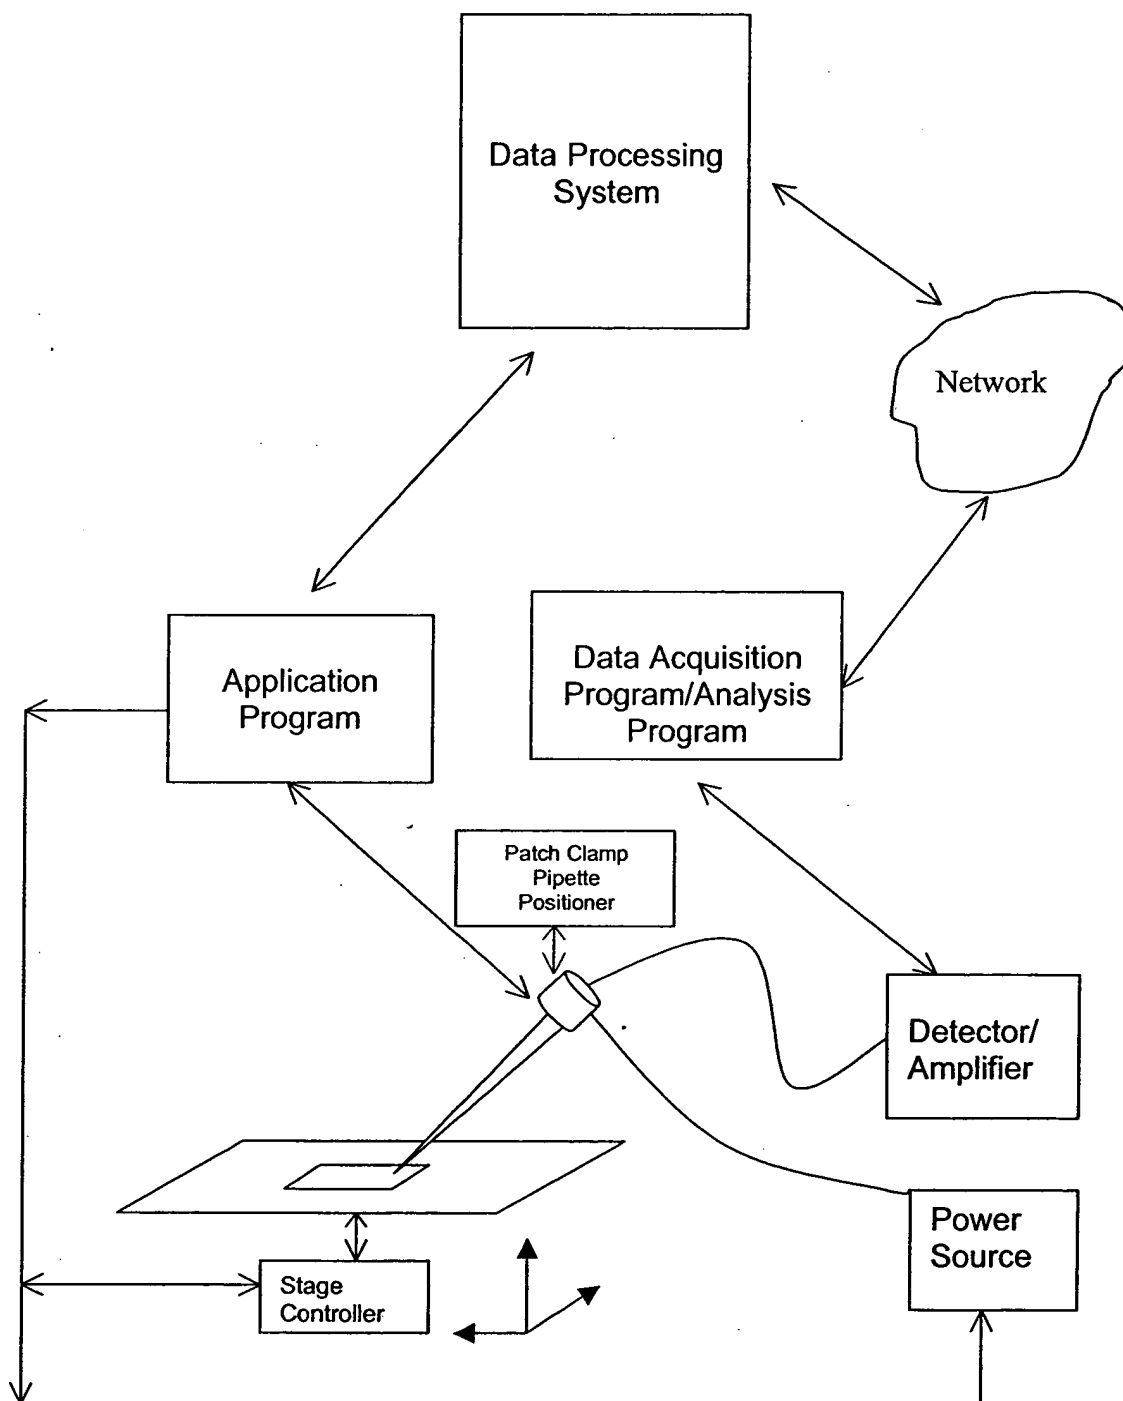 Data Processing
System
Network
Application
Program
Data Acquisition
Program/Analysis
Program
Patch Clamp
Pipette
Positioner
Detector/
Amplifier
Power
Source
Stage
Controller